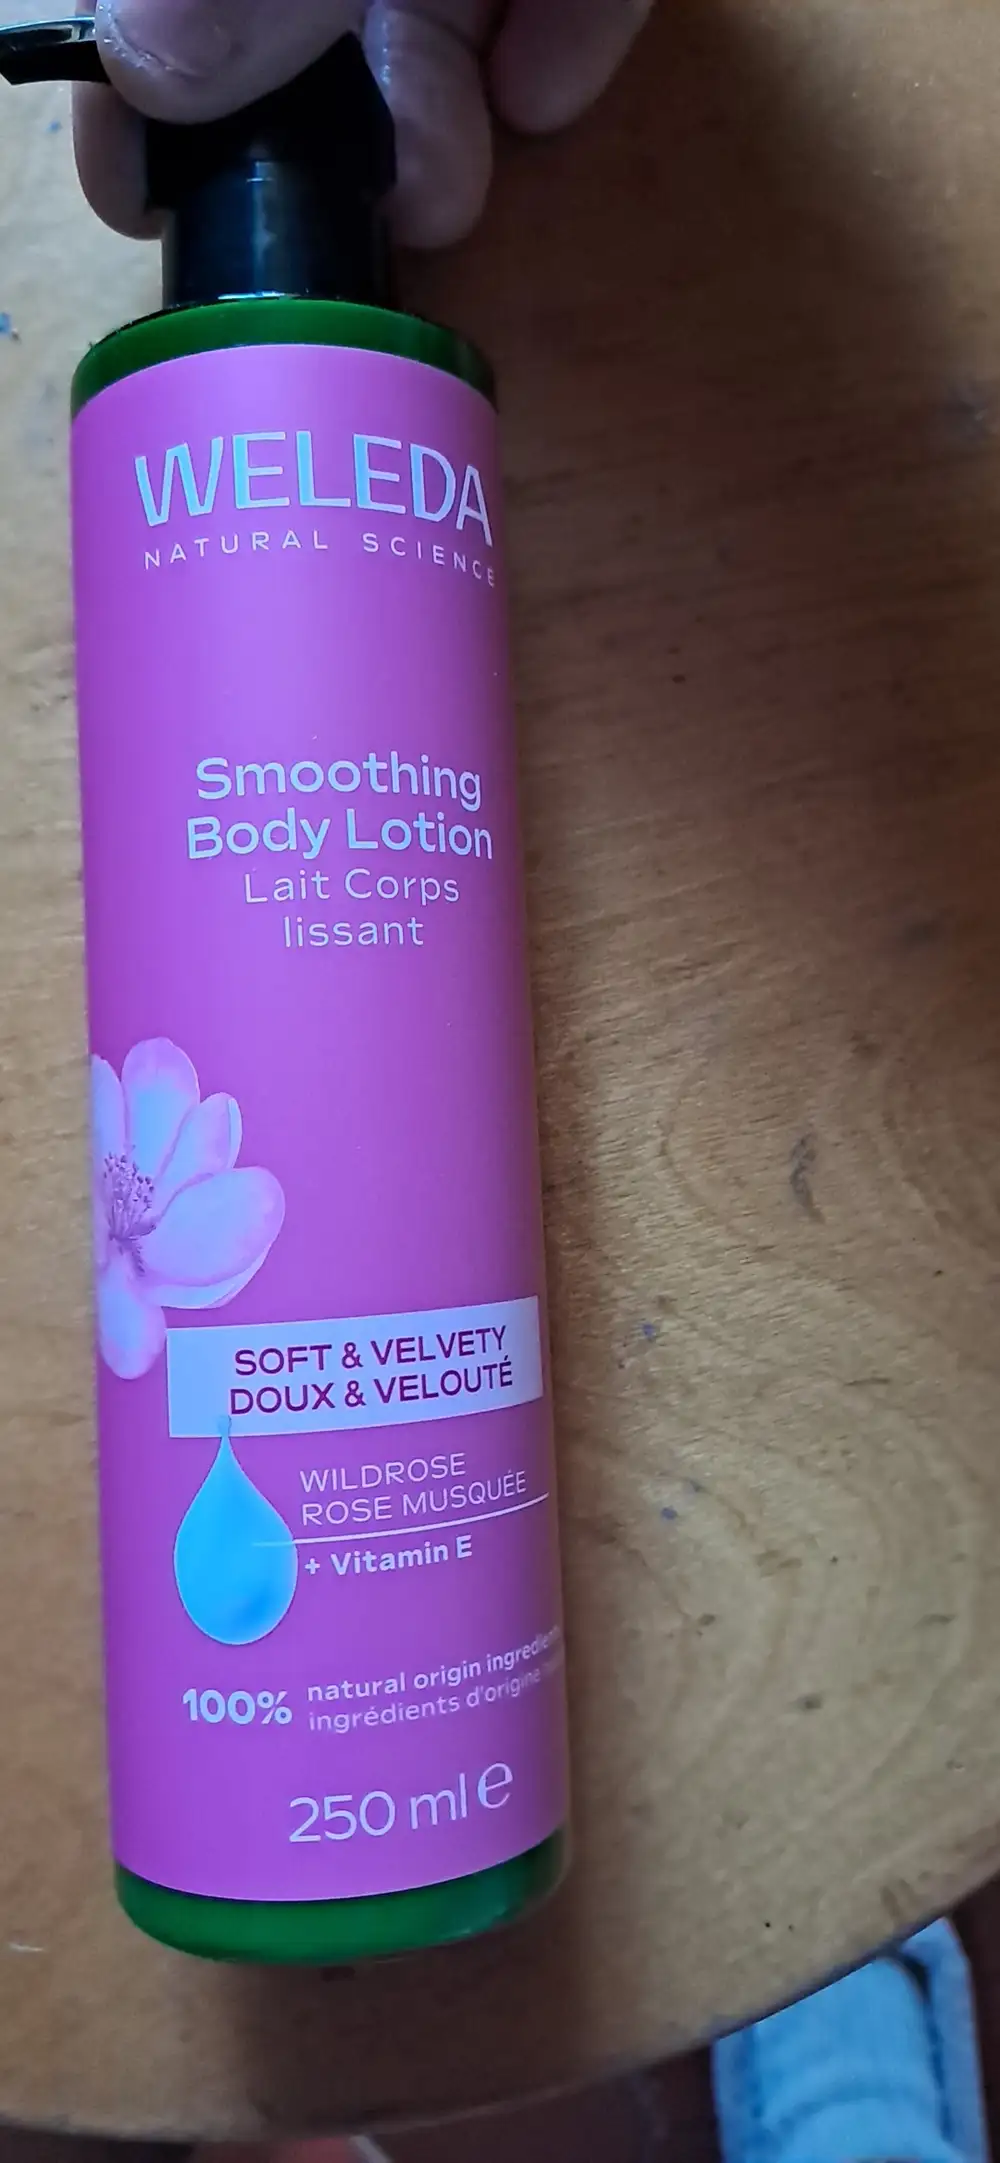 WELEDA
NATURAL SCIENCE
Smoothing
Body Lotion
Lait Corps
lissant
SOFT & VELVETY
DOUX & VELOUTÉ
WILDROSE
ROSE MUSQUÉE
+ Vitamin E
100%
natural origin
ingrédients d'origine
250 ml e